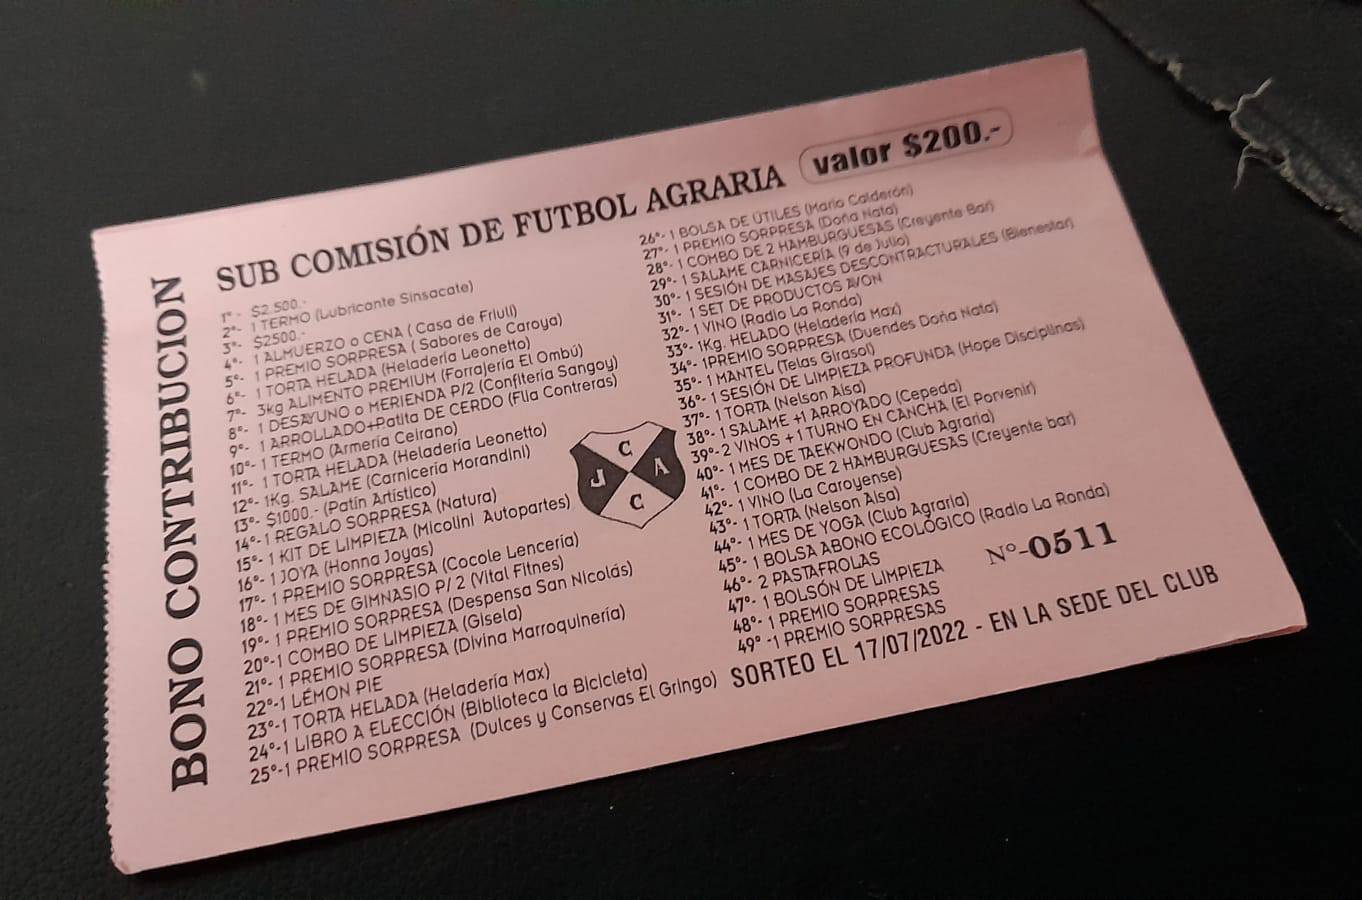 BONO CONTRIBUCION
SUB COMISIÓN DE FUTBOL AGRARIA
valor $200.-
1°- $2.500.-
2°- 1 TERMO (Lubricante Sinsacate)
3°- $2500.-
4°- 1 ALMUERZO o CENA ( Casa de Friuli)
5°- 1 PREMIO SORPRESA ( Sabores de Caroya)
6°- 1 TORTA HELADA (Heladería Leonetto)
7°- 3kg ALIMENTO PREMIUM (Forrajería El Ombú)
8°- 1 DESAYUNO o MERIENDA P/2 (Confitería Sangoy)
9°- 1 ARROLLADO+Patita DE CERDO (Flia Contreras)
10°- 1 TERMO (Armería Ceirano)
11°- 1 TORTA HELADA (Heladería Leonetto)
12°- 1Kg. SALAME (Carnicería Morandini)
13°- $1000.- (Patín Artístico)
14°- 1 REGALO SORPRESA (Natura)
15°- 1 KIT DE LIMPIEZA (Micolini Autopartes)
16°- 1 JOYA (Honna Joyas)
17°- 1 PREMIO SORPRESA (Cocole Lencería)
18°- 1 MES DE GIMNASIO P/ 2 (Vital Fitnes)
19°- 1 PREMIO SORPRESA (Despensa San Nicolás)
20°-1 COMBO DE LIMPIEZA (Gisela)
21°- 1 PREMIO SORPRESA (Divina Marroquinería)
22°-1 LEMON PIE
23°-1 TORTA HELADA (Heladería Max)
24°-1 LIBRO A ELECCIÓN (Biblioteca la Bicicleta)
25°-1 PREMIO SORPRESA (Dulces y Conservas El Gringo)
26°- 1 BOLSA DE ÚTILES (Mario Calderón)
27°- 1 PREMIO SORPRESA (Doña Nata)
28°- 1 COMBO DE 2 HAMBURGUESAS (Creyente Bar)
29°- 1 SALAME CARNICERÍA (9 de Julio)
30°- 1 SESIÓN DE MASAJES DESCONTRACTURALES (Bienestar)
31°- 1 SET DE PRODUCTOS AVON
32°- 1 VINO (Radio La Ronda)
33°- 1Kg. HELADO (Heladería Max)
34°- 1PREMIO SORPRESA (Duendes Doña Nata)
35°- 1 MANTEL (Telas Girasol)
36°- 1 SESIÓN DE LIMPIEZA PROFUNDA (Hope Disciplinas)
37°- 1 TORTA (Nelson Aisa)
38°- 1 SALAME +1 ARROYADO (Cepeda)
39°- 2 VINOS + 1 TURNO EN CANCHA (El Porvenir)
40°- 1 MES DE TAEKWONDO (Club Agraria)
41°- 1 COMBO DE 2 HAMBURGUESAS (Creyente bar)
42°- 1 VINO (La Caroyense)
43°- 1 TORTA (Nelson Aisa)
44°- 1 MES DE YOGA (Club Agraria)
45°- 1 BOLSA ABONO ECOLÓGICO (Radio La Ronda)
46°- 2 PASTAFROLAS
47°- 1 BOLSÓN DE LIMPIEZA
48°- 1 PREMIO SORPRESAS
49° -1 PREMIO SORPRESAS
C
J A
C
N°-0511
SORTEO EL 17/07/2022 - EN LA SEDE DEL CLUB